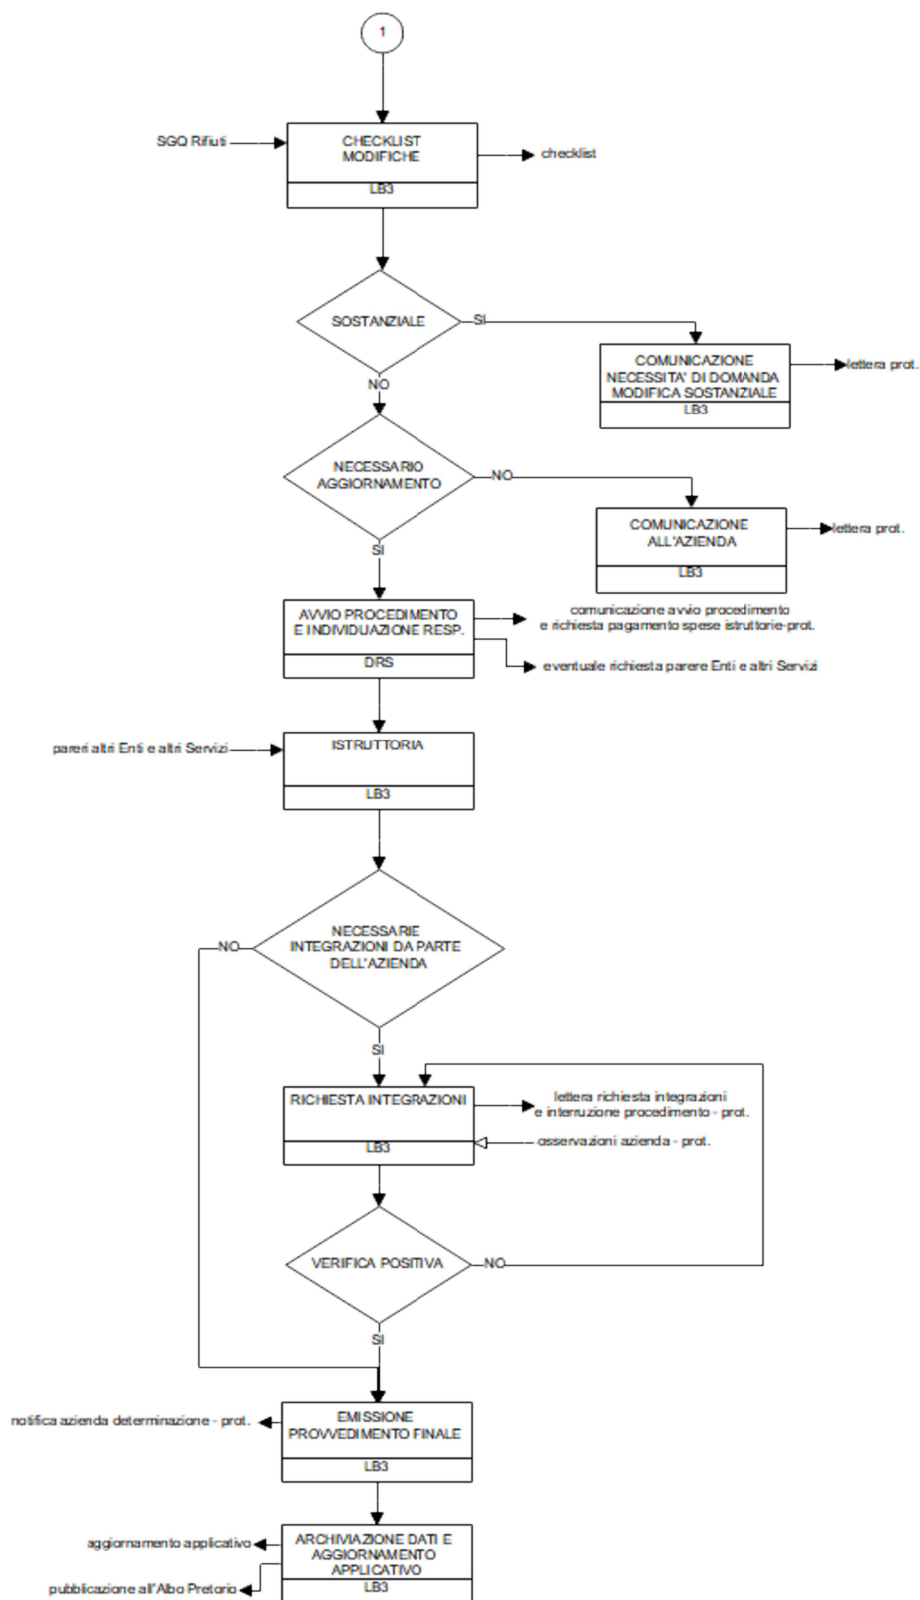 1
SGQ Rifiuti
CHECKLIST
MODIFICHE
checklist
LB3
SOSTANZIALE
SI
COMUNICAZIONE
NECESSITA' DI DOMANDA
MODIFICA SOSTANZIALE
lettera prot.
LB3
NO
NECESSARIO
AGGIORNAMENTO
NO
COMUNICAZIONE
ALL'AZIENDA
lettera prot.
LB3
SI
AVVIO PROCEDIMENTO
E INDIVIDUAZIONE RESP.
comunicazione avvio procedimento
e richiesta pagamento spese istruttorie-prot.
DRS
eventuale richiesta parere Enti e altri Servizi
pareri altri Enti e altri Servizi
ISTRUTTORIA
LB3
NECESSARIE
INTEGRAZIONI DA PARTE
DELL'AZIENDA
NO
SI
RICHIESTA INTEGRAZIONI
lettera richiesta integrazioni
e interruzione procedimento - prot.
osservazioni azienda - prot.
LB3
VERIFICA POSITIVA
NO
SI
notifica azienda determinazione - prot.
EMISSIONE
PROVVEDIMENTO FINALE
LB3
aggiornamento applicativo
ARCHIVIAZIONE DATI E
AGGIORNAMENTO
APPLICATIVO
pubblicazione all'Albo Pretorio
LB3